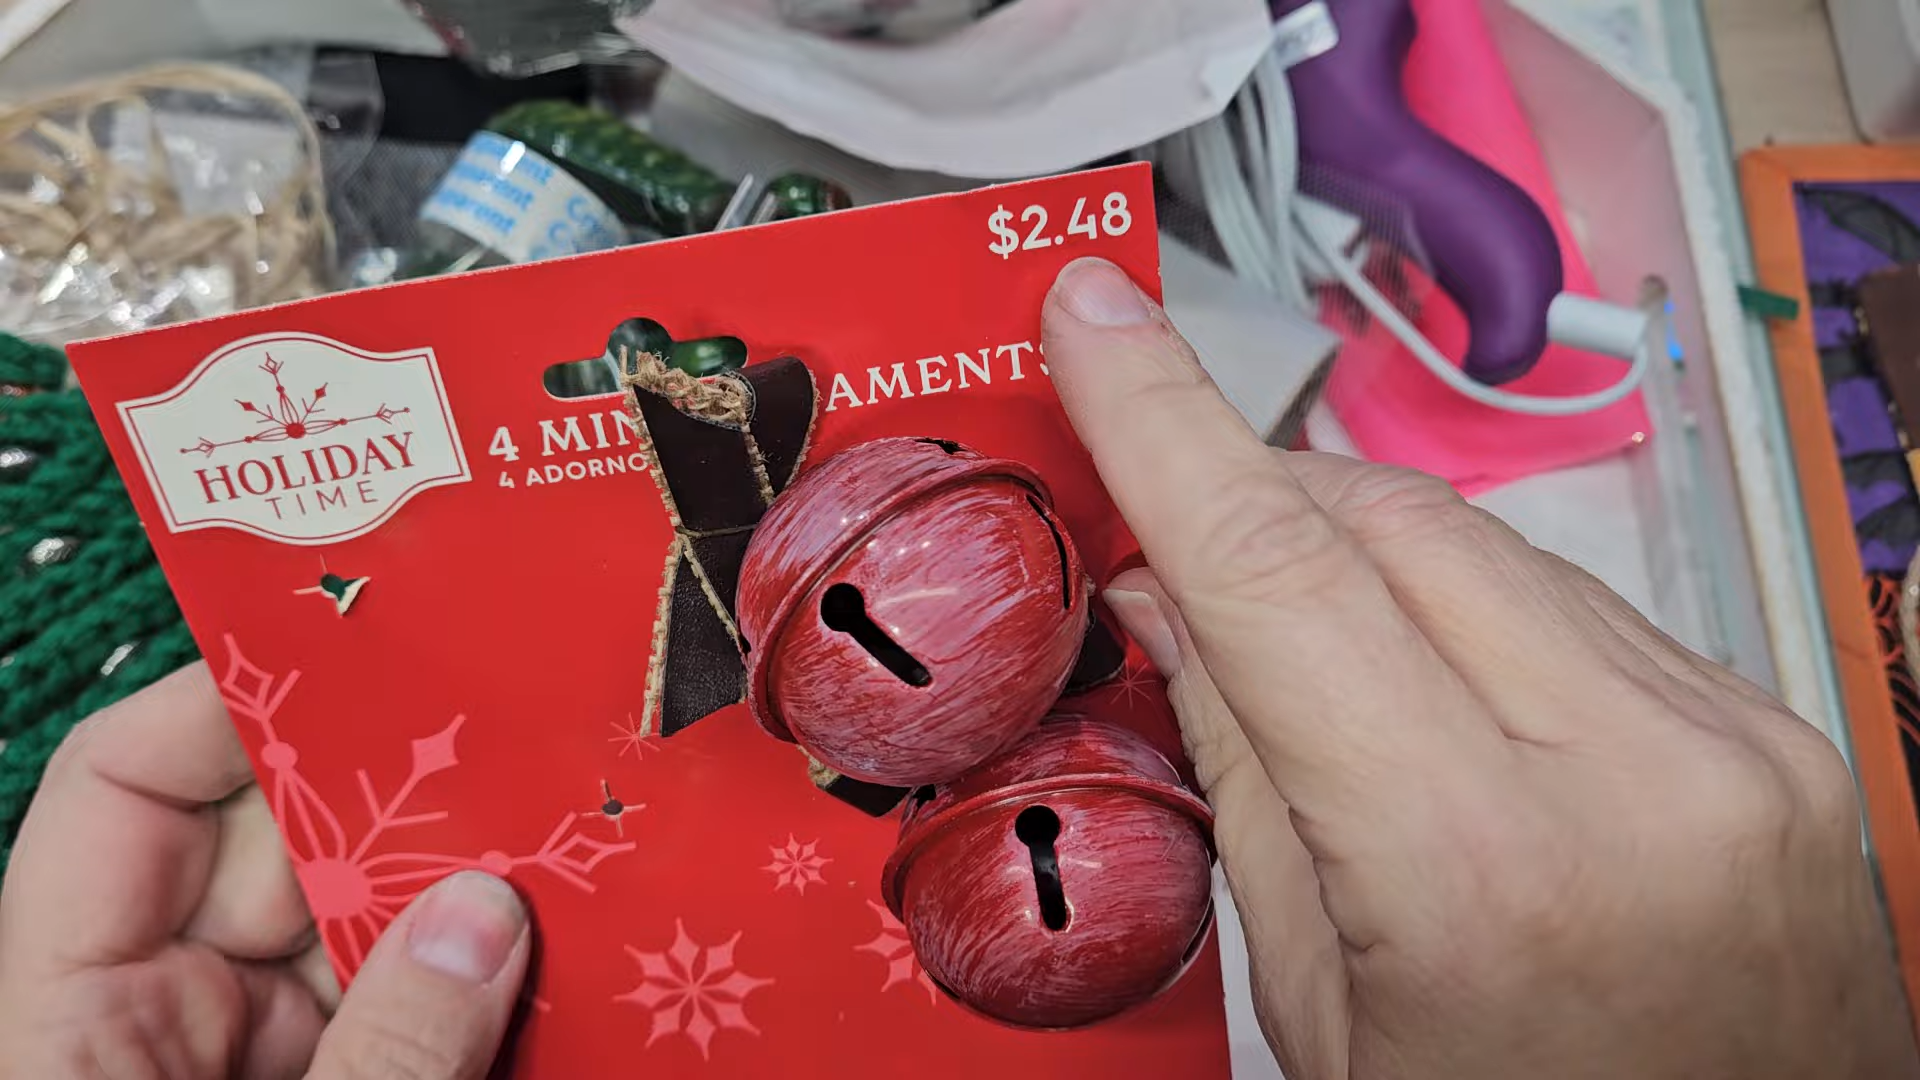 $2.48
HOLIDAY
TIME
4 MIN AMENTS
4 ADORNO